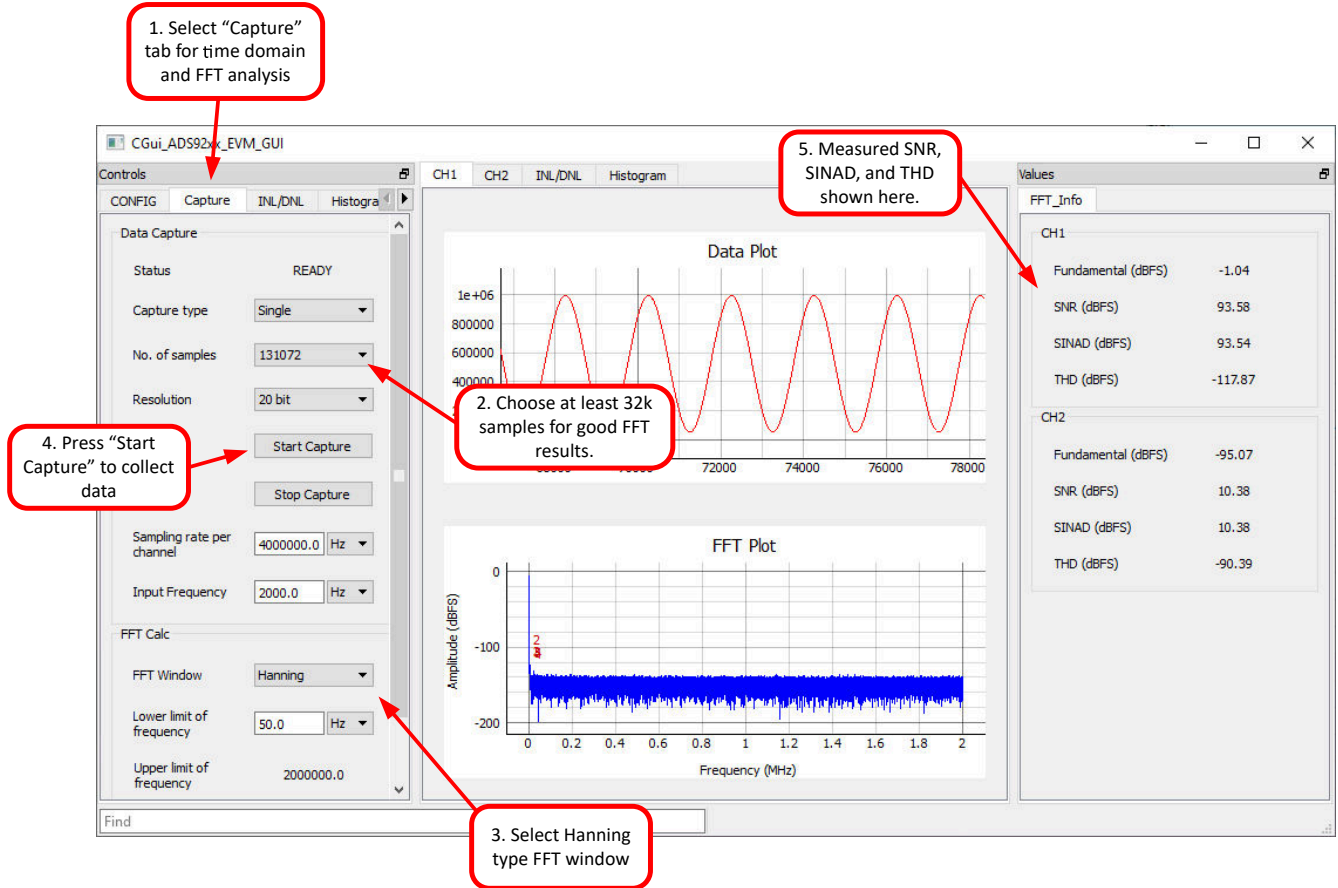 1. Select “Capture”
tab for time domain
and FFT analysis
CGui_ADS92xx_EVM_GUI
5. Measured SNR,
SINAD, and THD
shown here.
Controls
CONFIG Capture INL/DNL Histogra
Data Capture
Status READY
Capture type Single
No. of samples 131072
Resolution 20 bit
4. Press “Start
Capture” to collect
data
Start Capture
Stop Capture
Sampling rate per
channel
4000000.0 Hz
Input Frequency 2000.0 Hz
FFT Calc
FFT Window Hanning
Lower limit of
frequency
50.0 Hz
Upper limit of
frequency
2000000.0
Find
CH1 CH2 INL/DNL Histogram
Data Plot
1e+06
800000
600000
400000
2. Choose at least 32k
samples for good FFT
results.
72000 74000 76000 78000
FFT Plot
Amplitude (dBFS)
0
-100
-200
2
0 0.2 0.4 0.6 0.8 1 1.2 1.4 1.6 1.8 2
Frequency (MHz)
3. Select Hanning
type FFT window
Values
FFT_Info
CH1
Fundamental (dBFS) -1.04
SNR (dBFS) 93.58
SINAD (dBFS) 93.54
THD (dBFS) -117.87
CH2
Fundamental (dBFS) -95.07
SNR (dBFS) 10.38
SINAD (dBFS) 10.38
THD (dBFS) -90.39